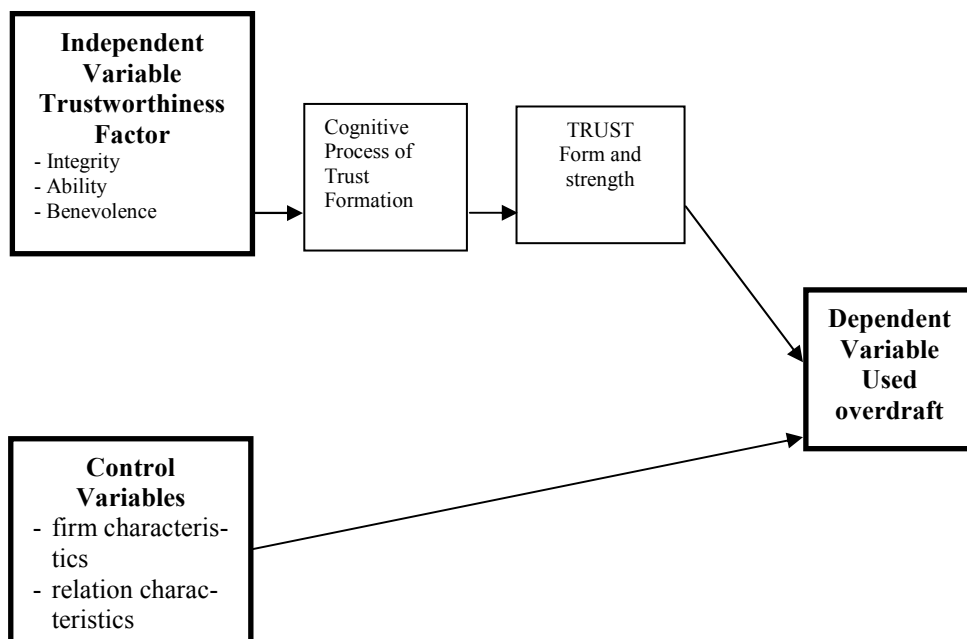 Independent
Variable
Trustworthiness
Factor
- Integrity
- Ability
- Benevolence
Cognitive
Process of
Trust
Formation
TRUST
Form and
strength
Dependent
Variable
Used
overdraft
Control
Variables
- firm characteris-
tics
- relation charac-
teristics